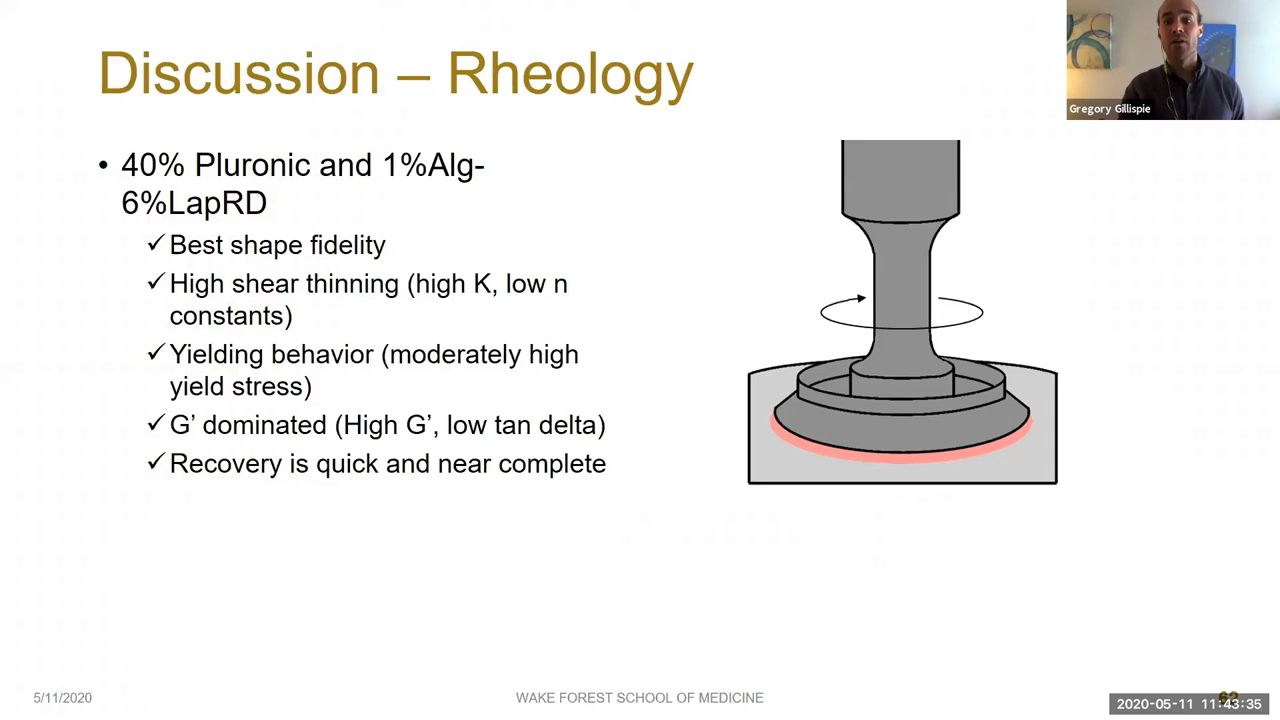 Discussion – Rheology
Gregory Gillispie
• 40% Pluronic and 1%Alg-
6%LapRD
✓Best shape fidelity
✓High shear thinning (high K, low n
constants)
✓Yielding behavior (moderately high
yield stress)
✓G’ dominated (High G’, low tan delta)
✓Recovery is quick and near complete
5/11/2020
WAKE FOREST SCHOOL OF MEDICINE
2020-05-11 11:43:35